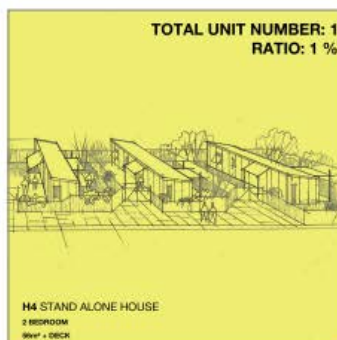 TOTAL UNIT NUMBER: 1
RATIO: 1 %
H4 STAND ALONE HOUSE
2 BEDROOM
+ DECK